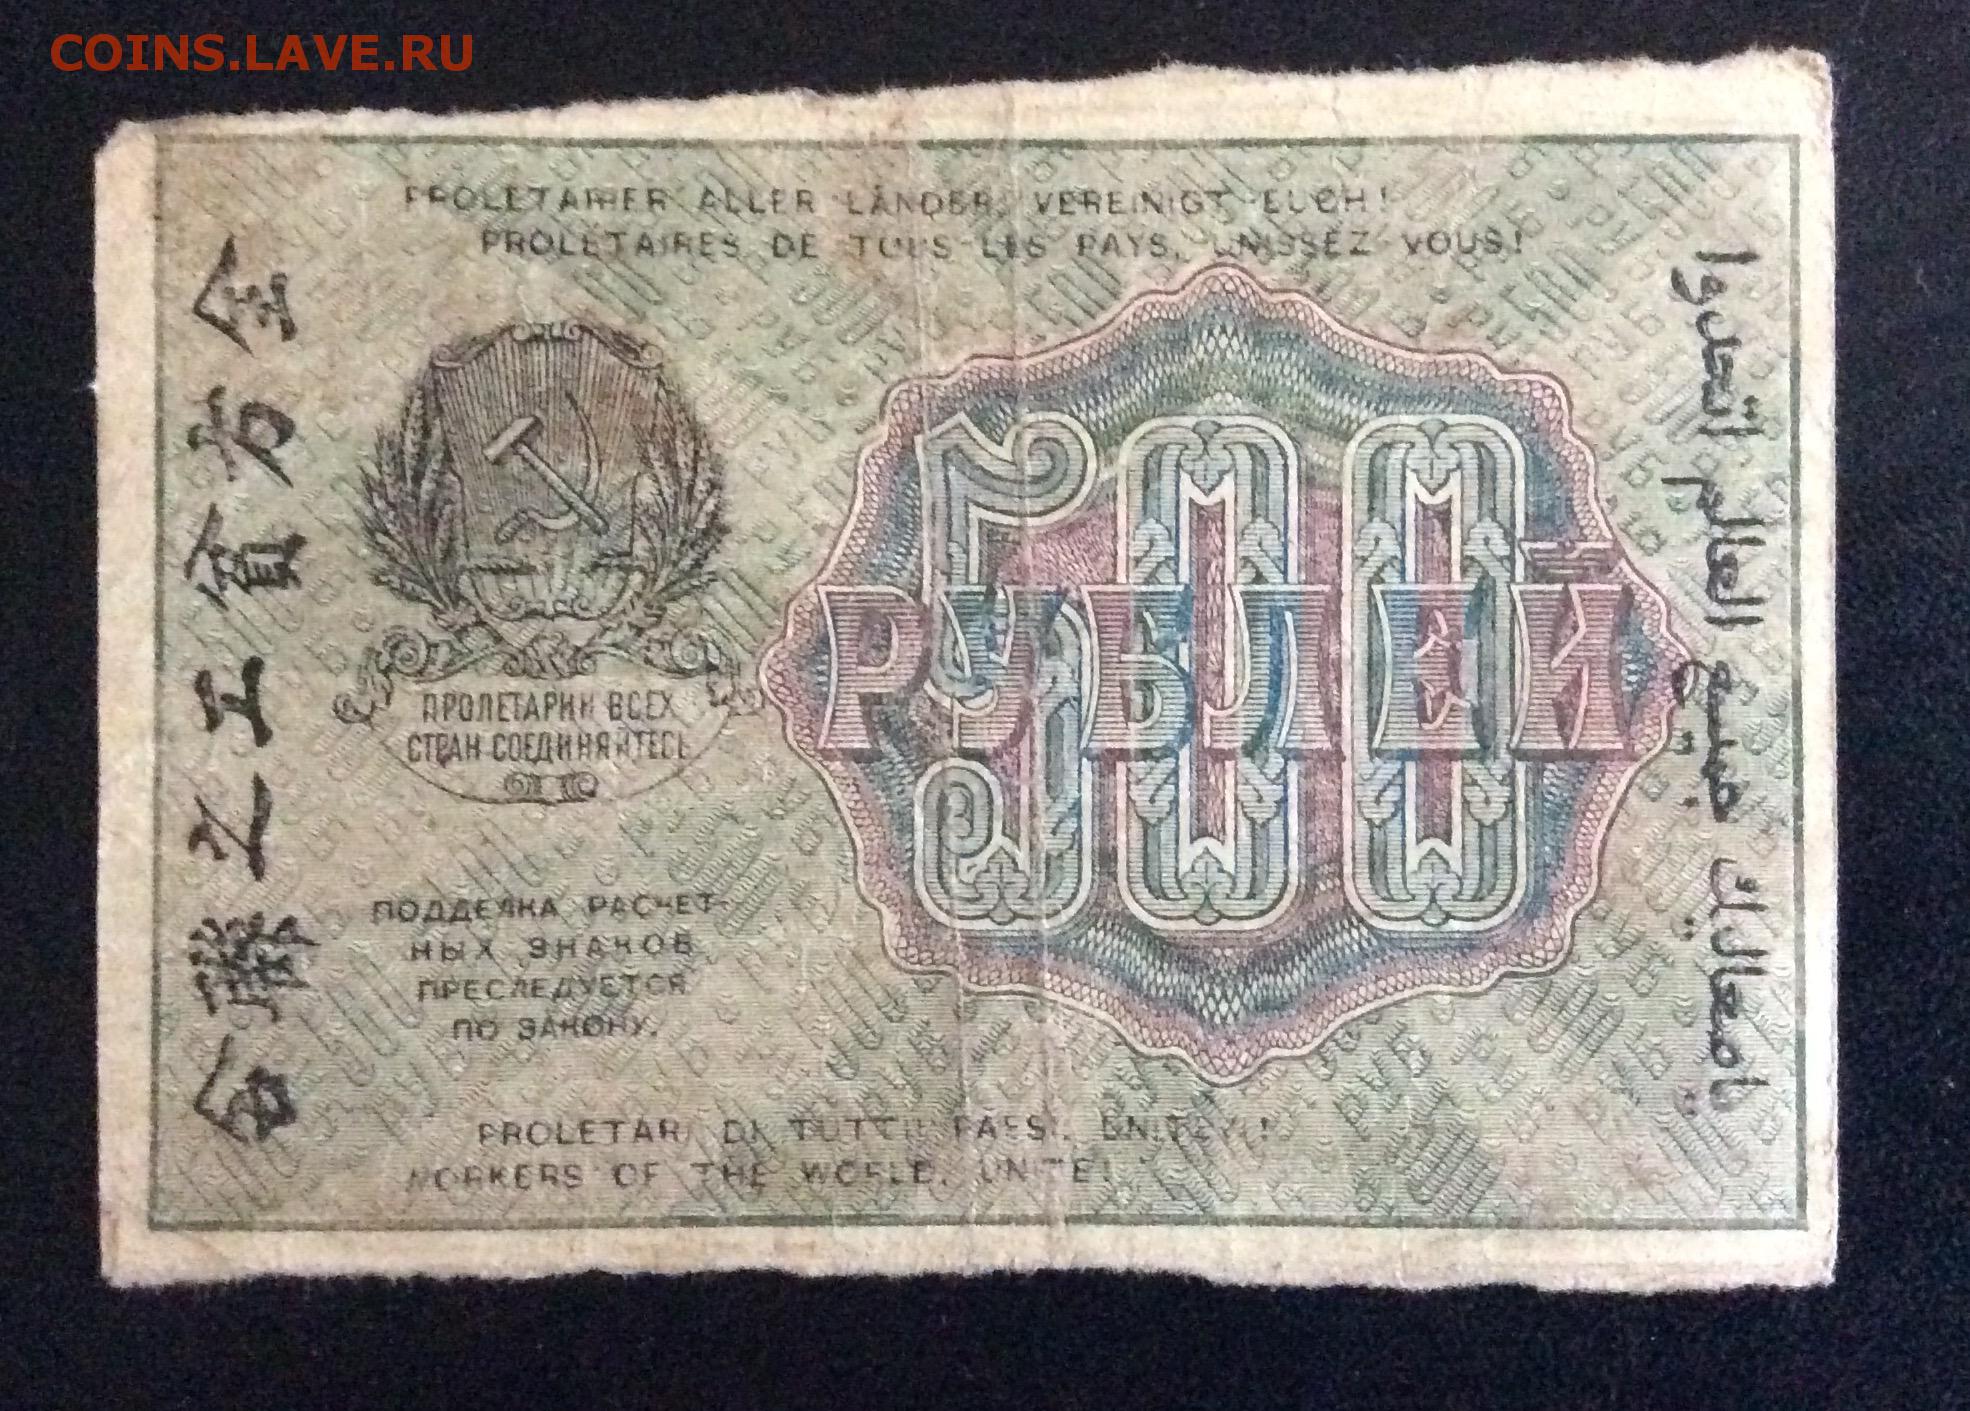 COINS.LAVE.RU
PROLETARIER ALLER LÄNDER, VEREINIGT EUCH!
PROLÉTAIRES DE TOUS LES PAYS, UNISSEZ VOUS!
500
РУБЛЕЙ
ПРОЛЕТАРИИ ВСЕХ
СТРАН СОЕДИНЯЙТЕСЬ
ПОДДЕЛКА РАСЧЕТ-
НЫХ ЗНАКОВ
ПРЕСЛЕДУЕТСЯ
ПО ЗАКОНУ.
PROLETARI DI TUTTI I PAESI, UNITEVI!
WORKERS OF THE WORLD, UNITE!